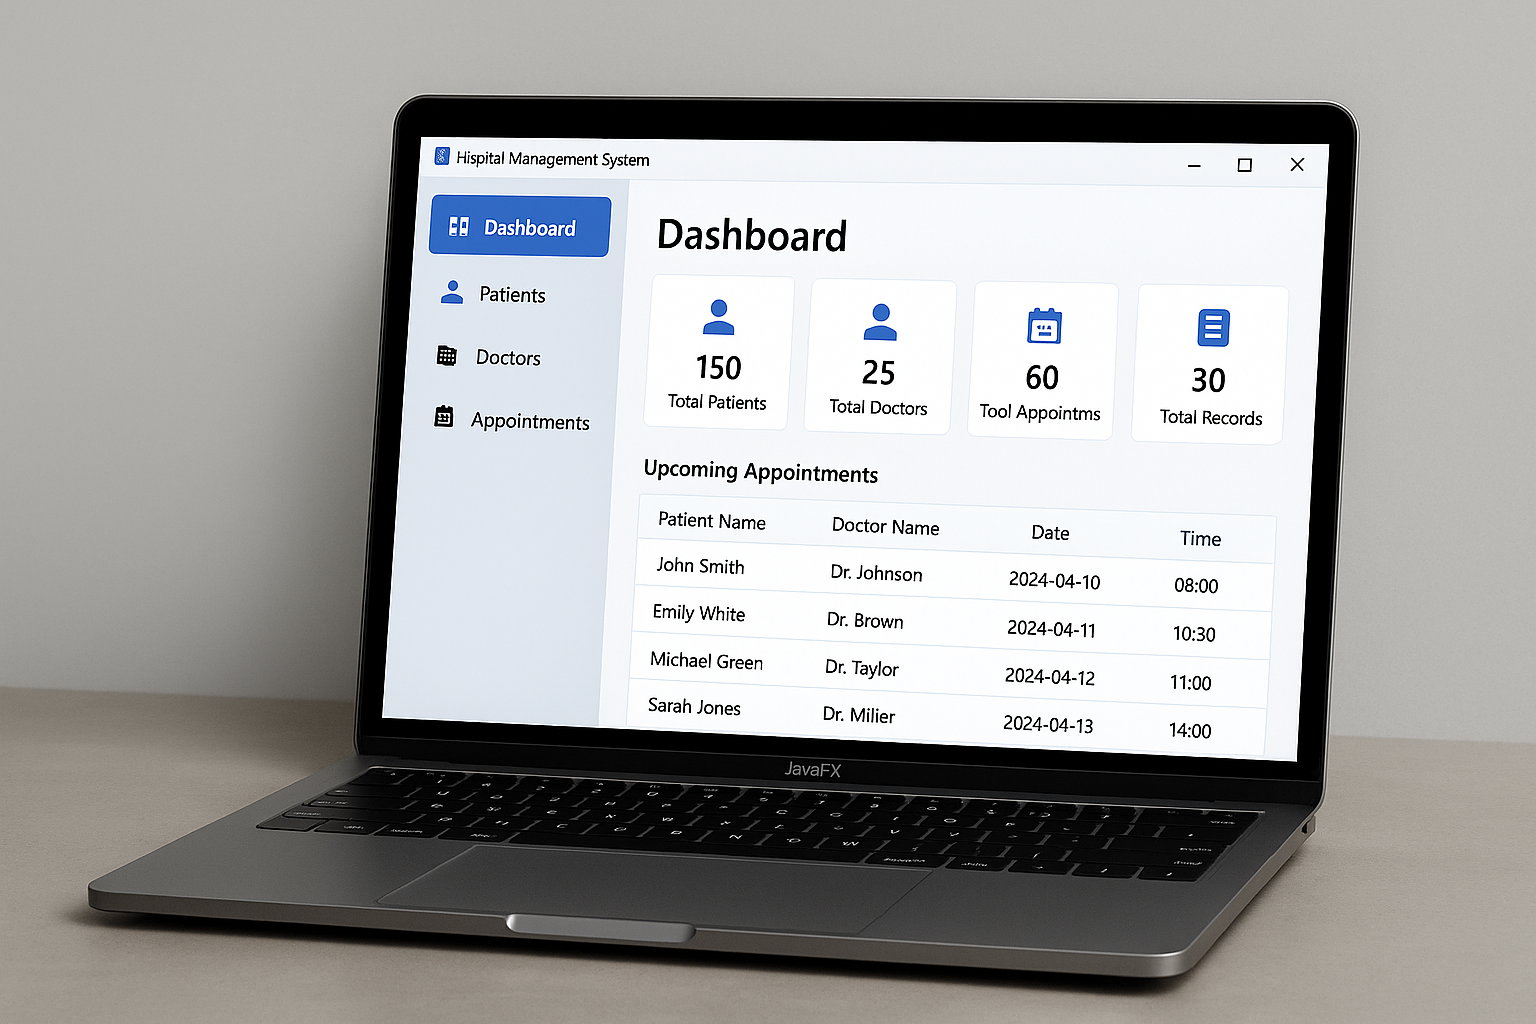 Hispital Management System
Dashboard
Patients
Doctors
Appointments
Dashboard
150
Total Patients
25
Total Doctors
60
Tool Appointms
30
Total Records
Upcoming Appointments
Patient Name Doctor Name Date Time
John Smith Dr. Johnson 2024-04-10 08:00
Emily White Dr. Brown 2024-04-11 10:30
Michael Green Dr. Taylor 2024-04-12 11:00
Sarah Jones Dr. Milier 2024-04-13 14:00
JavaFX